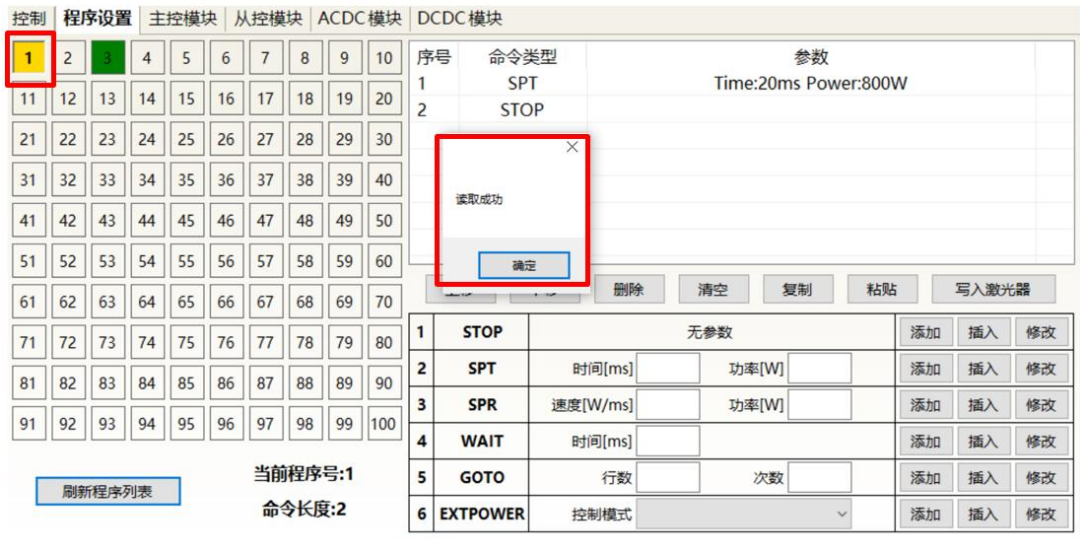 控制 程序设置 主控模块 从控模块 ACDC模块 DCDC模块
1 2 3 4 5 6 7 8 9 10
11 12 13 14 15 16 17 18 19 20
21 22 23 24 25 26 27 28 29 30
31 32 33 34 35 36 37 38 39 40
41 42 43 44 45 46 47 48 49 50
51 52 53 54 55 56 57 58 59 60
61 62 63 64 65 66 67 68 69 70
71 72 73 74 75 76 77 78 79 80
81 82 83 84 85 86 87 88 89 90
91 92 93 94 95 96 97 98 99 100
刷新程序列表
当前程序号:1
命令长度:2
序号 命令类型 参数
1 SPT Time:20ms Power:800W
2 STOP
读取成功
确定
删除 清空 复制 粘贴 写入激光器
1 STOP 无参数 添加 插入 修改
2 SPT 时间[ms] 功率[W] 添加 插入 修改
3 SPR 速度[W/ms] 功率[W] 添加 插入 修改
4 WAIT 时间[ms] 添加 插入 修改
5 GOTO 行数 次数 添加 插入 修改
6 EXTPOWER 控制模式 添加 插入 修改